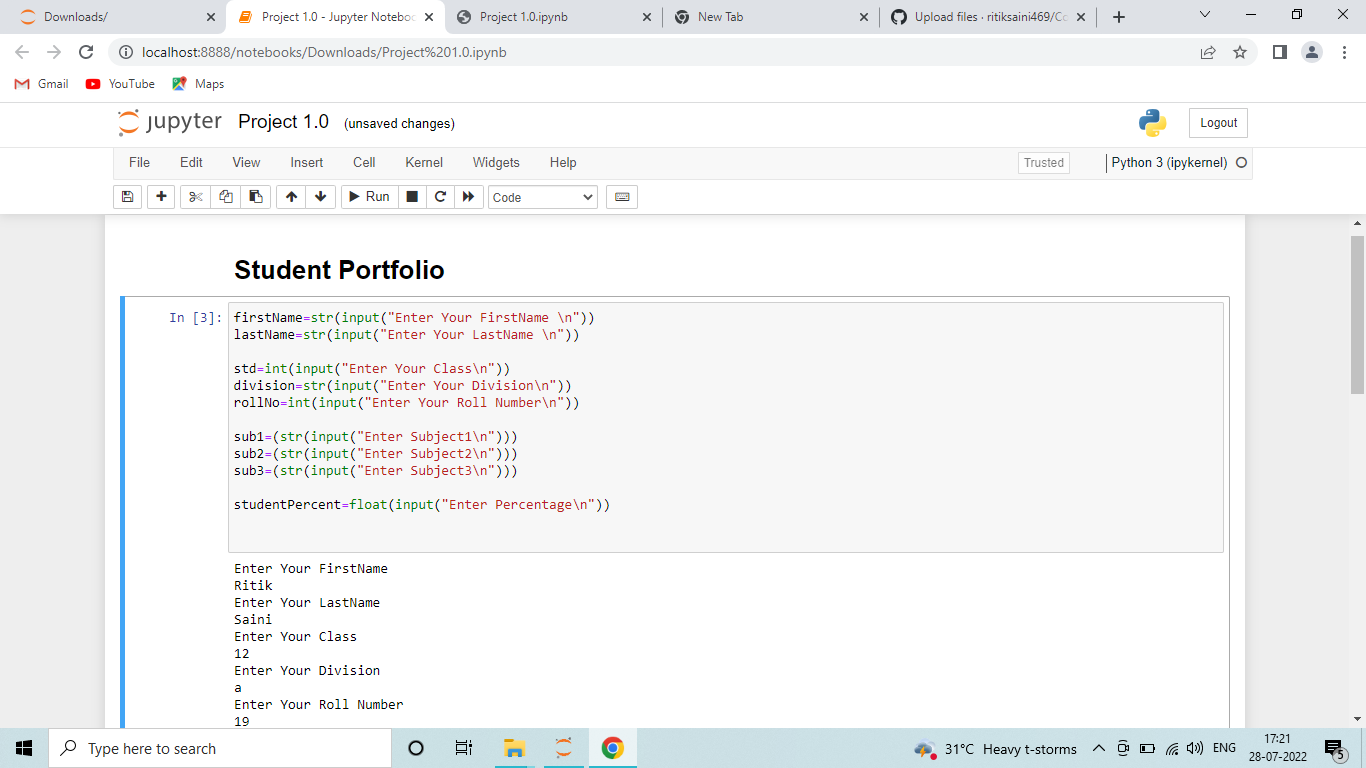 Downloads/
Project 1.0 - Jupyter Noteboo
Project 1.0.ipynb
New Tab
Upload files · ritiksaini469/Co
localhost:8888/notebooks/Downloads/Project%201.0.ipynb
Gmail
YouTube
Maps
jupyter Project 1.0 (unsaved changes)
Logout
File Edit View Insert Cell Kernel Widgets Help
Trusted
Python 3 (ipykernel)
Run
Code
Student Portfolio
In [3]:
firstName=str(input("Enter Your FirstName \n"))
lastName=str(input("Enter Your LastName \n"))
std=int(input("Enter Your Class\n"))
division=str(input("Enter Your Division\n"))
rollNo=int(input("Enter Your Roll Number\n"))
sub1=(str(input("Enter Subject1\n")))
sub2=(str(input("Enter Subject2\n")))
sub3=(str(input("Enter Subject3\n")))
studentPercent=float(input("Enter Percentage\n"))
Enter Your FirstName
Ritik
Enter Your LastName
Saini
Enter Your Class
12
Enter Your Division
a
Enter Your Roll Number
19
Type here to search
31°C Heavy t-storms
ENG
17:21
28-07-2022
5